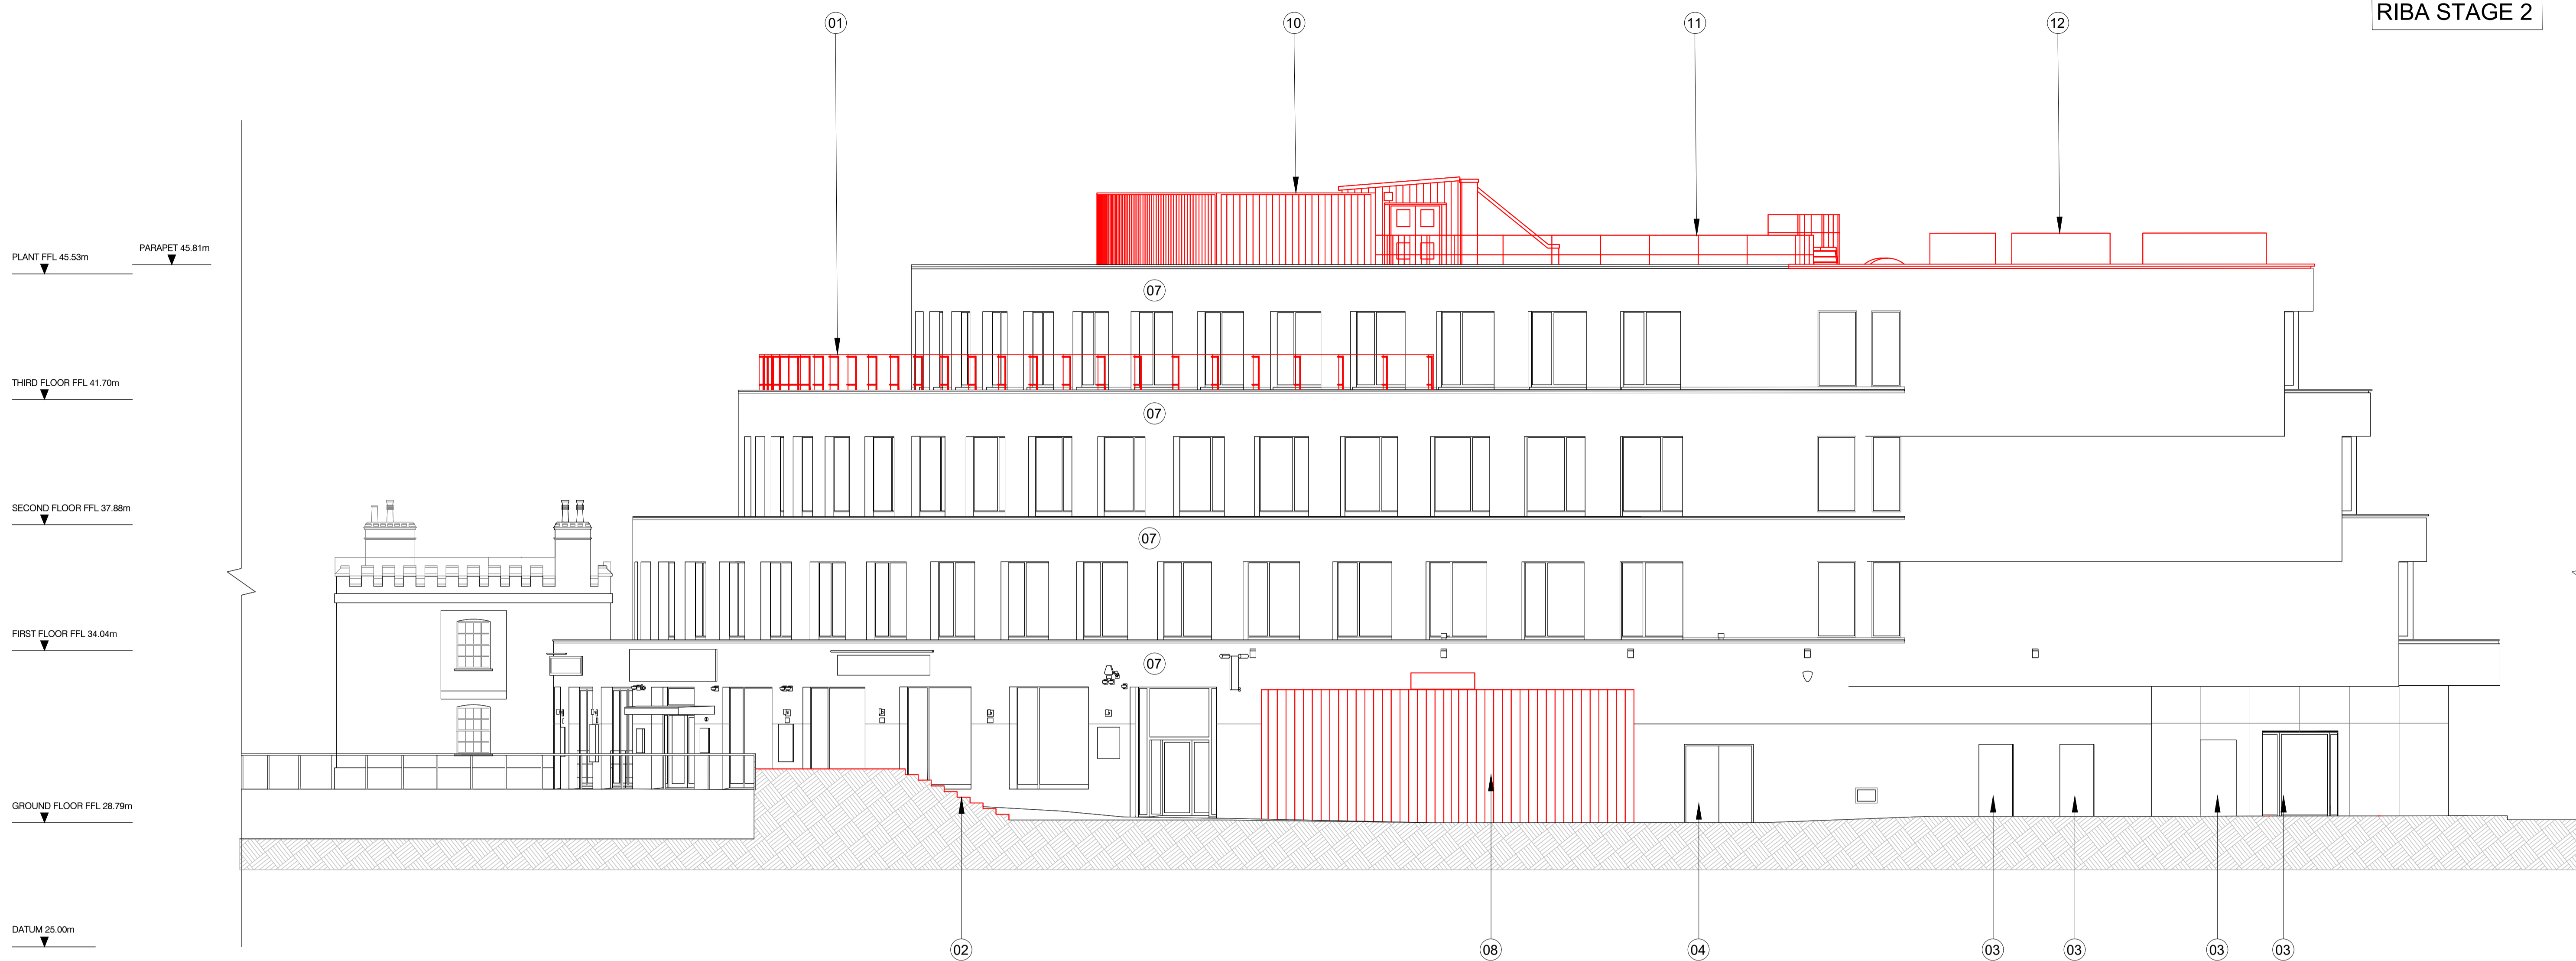 RIBA STAGE 2
01
10
11
12
PARAPET 45.81m
PLANT FFL 45.53m
07
THIRD FLOOR FFL 41.70m
07
SECOND FLOOR FFL 37.88m
07
FIRST FLOOR FFL 34.04m
07
GROUND FLOOR FFL 28.79m
DATUM 25.00m
02
08
04
03
03
03
03